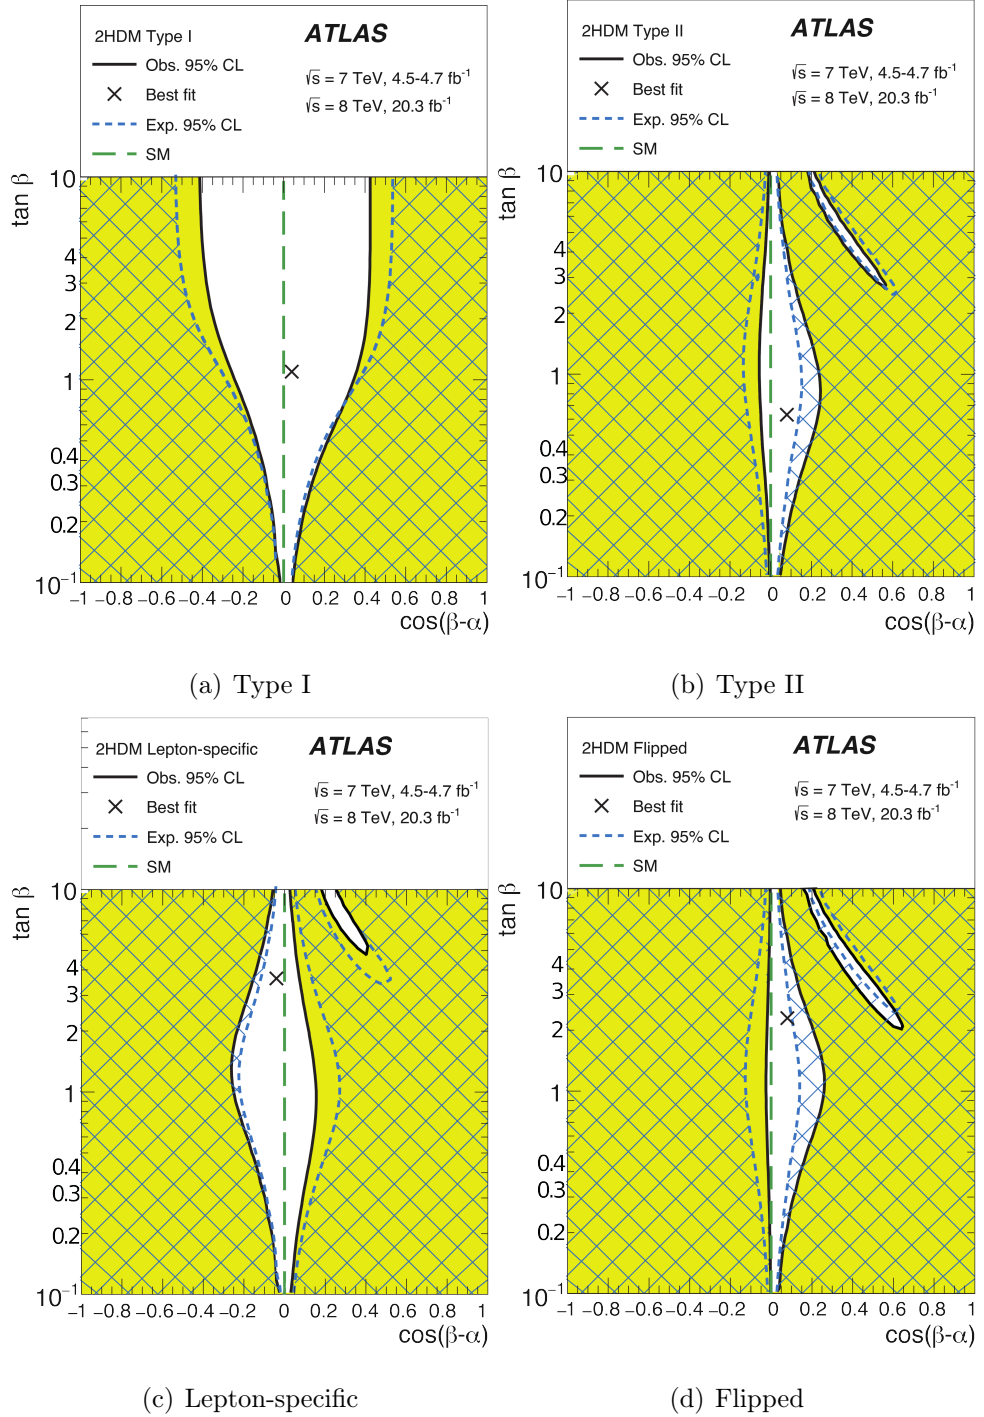 2HDM Type I
ATLAS
Obs. 95% CL
Best fit
Exp. 95% CL
SM
√s = 7 TeV, 4.5-4.7 fb⁻¹
√s = 8 TeV, 20.3 fb⁻¹
tan β
10
4
3
2
1
0.4
0.3
0.2
10⁻¹
−1 −0.8 −0.6 −0.4 −0.2 0 0.2 0.4 0.6 0.8 1
cos(β-α)
(a) Type I
2HDM Type II
ATLAS
Obs. 95% CL
Best fit
Exp. 95% CL
SM
√s = 7 TeV, 4.5-4.7 fb⁻¹
√s = 8 TeV, 20.3 fb⁻¹
tan β
10
4
3
2
1
0.4
0.3
0.2
10⁻¹
−1 −0.8 −0.6 −0.4 −0.2 0 0.2 0.4 0.6 0.8 1
cos(β-α)
(b) Type II
2HDM Lepton-specific
ATLAS
Obs. 95% CL
Best fit
Exp. 95% CL
SM
√s = 7 TeV, 4.5-4.7 fb⁻¹
√s = 8 TeV, 20.3 fb⁻¹
tan β
10
4
3
2
1
0.4
0.3
0.2
10⁻¹
−1 −0.8 −0.6 −0.4 −0.2 0 0.2 0.4 0.6 0.8 1
cos(β-α)
(c) Lepton-specific
2HDM Flipped
ATLAS
Obs. 95% CL
Best fit
Exp. 95% CL
SM
√s = 7 TeV, 4.5-4.7 fb⁻¹
√s = 8 TeV, 20.3 fb⁻¹
tan β
10
4
3
2
1
0.4
0.3
0.2
10⁻¹
−1 −0.8 −0.6 −0.4 −0.2 0 0.2 0.4 0.6 0.8 1
cos(β-α)
(d) Flipped